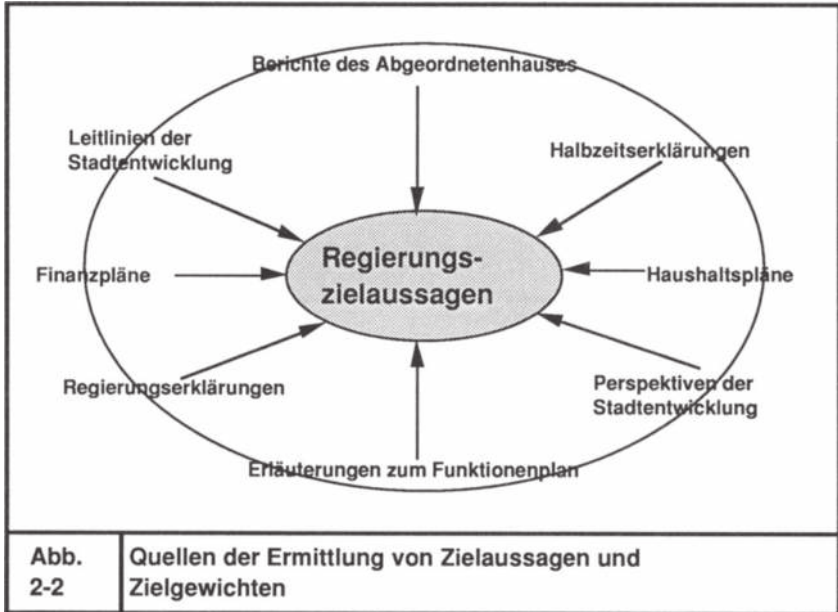 Berichte des Abgeordnetenhauses
Leitlinien der
Stadtentwicklung
Halbzeitserklärungen
Regierungs-
zielaussagen
Finanzpläne
Haushaltspläne
Regierungserklärungen
Perspektiven der
Stadtentwicklung
Erläuterungen zum Funktionenplan
Abb.
2-2
Quellen der Ermittlung von Zielaussagen und
Zielgewichten